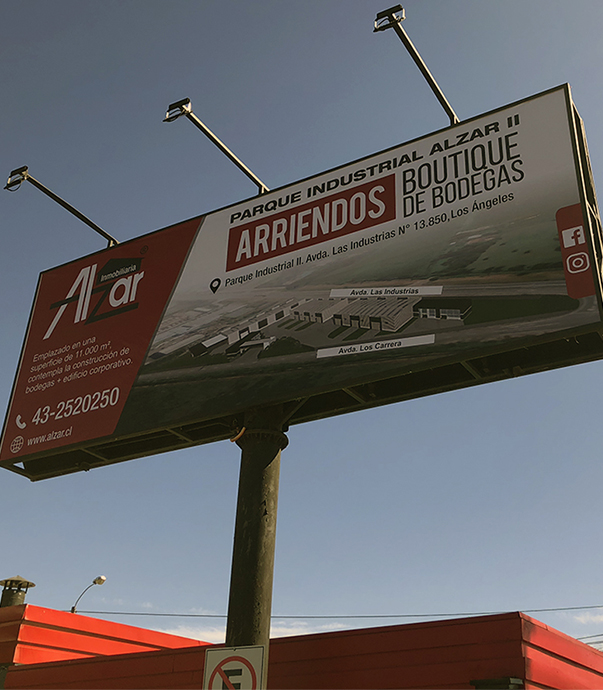 PARQUE INDUSTRIAL ALZAR II
ARRIENDOS
BOUTIQUE
DE BODEGAS
Parque Industrial II. Avda. Las Industrias N° 13.850, Los Ángeles
Inmobiliaria
Alzar
Emplazado en una
superficie de 11.000 m²,
contempla la construcción de
bodegas + edificio corporativo.
43-2520250
www.alzar.cl
Avda. Las Industrias
Avda. Los Carrera
f
E